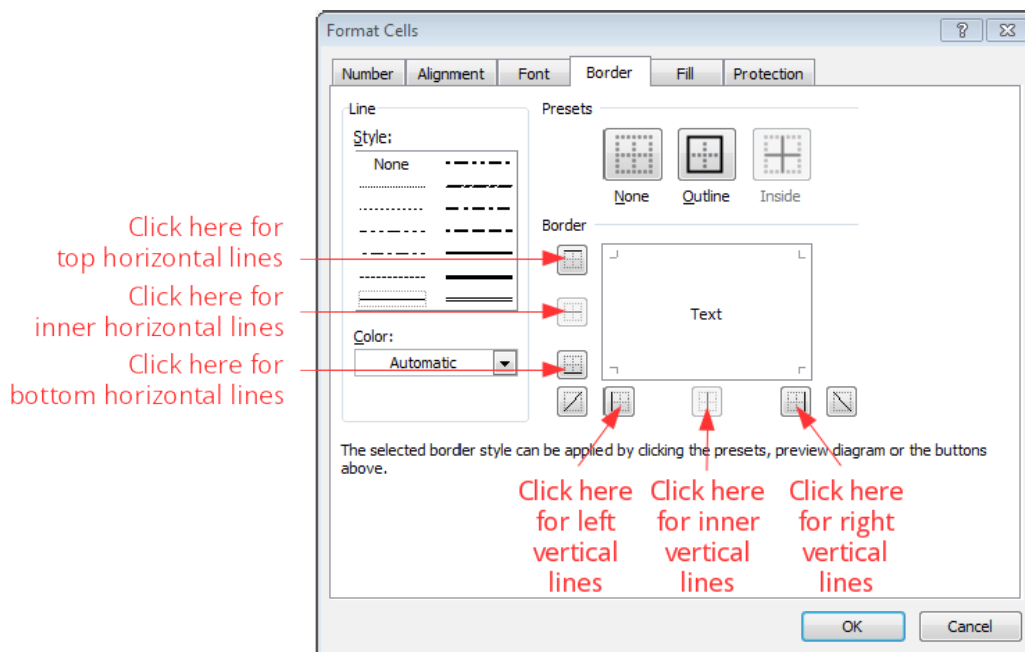 Format Cells
Number Alignment Font Border Fill Protection
Line
Style:
None
Presets
None Outline Inside
Border
Click here for
top horizontal lines
Click here for
inner horizontal lines
Text
Color:
Automatic
Click here for
bottom horizontal lines
The selected border style can be applied by clicking the presets, preview diagram or the buttons
above.
Click here
for left
vertical
lines
Click here
for inner
vertical
lines
Click here
for right
vertical
lines
OK Cancel